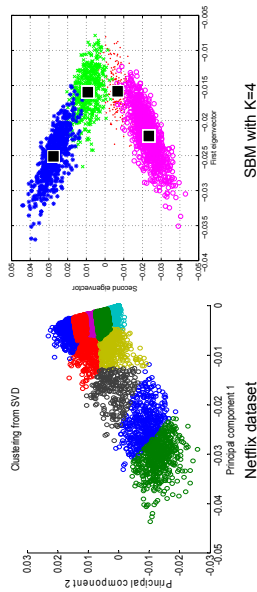 Clustering from SVD
Principal component 2
0.03
0.02
0.01
0
-0.01
-0.02
-0.03
-0.05 -0.04 -0.03 -0.02 -0.01 0
Principal component 1
Netflix dataset
Second eigenvector
0.05
0.04
0.03
0.02
0.01
0
-0.01
-0.02
-0.03
-0.04
-0.05
-0.04 -0.035 -0.03 -0.025 -0.02 -0.015 -0.01 -0.005
First eigenvector
SBM with K=4